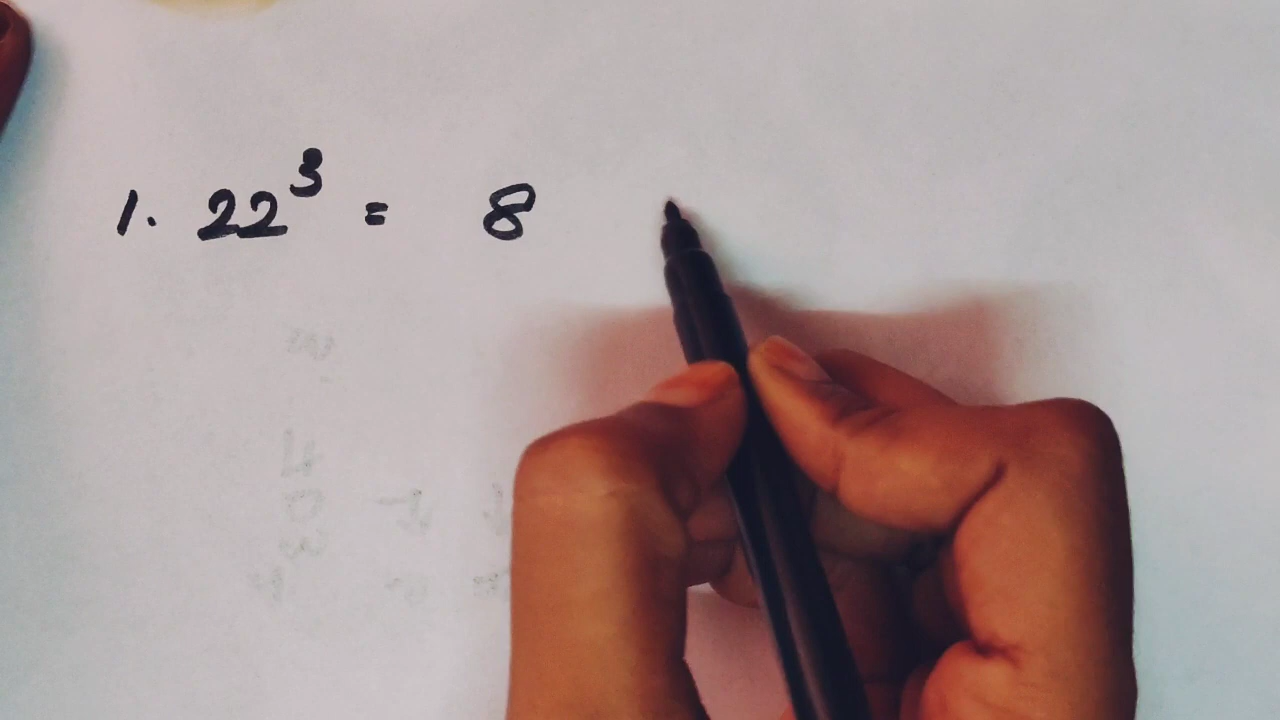 1. 22³ = 8